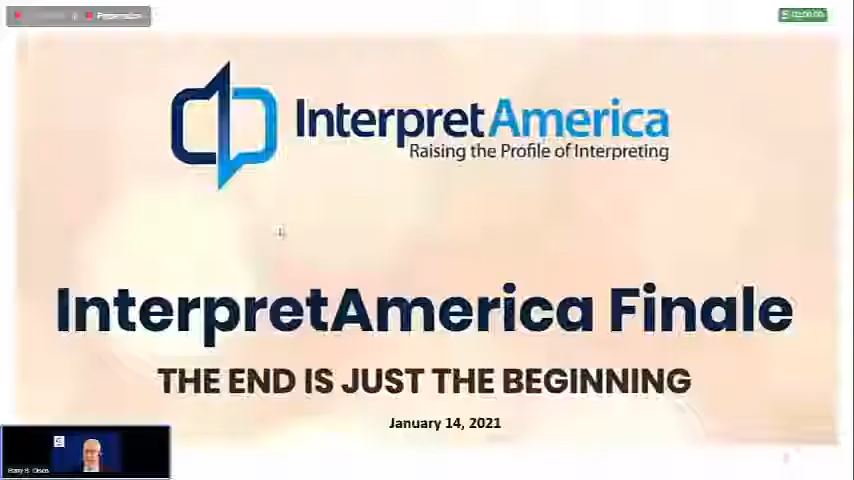 InterpretAmerica
Raising the Profile of Interpreting
InterpretAmerica Finale
THE END IS JUST THE BEGINNING
January 14, 2021